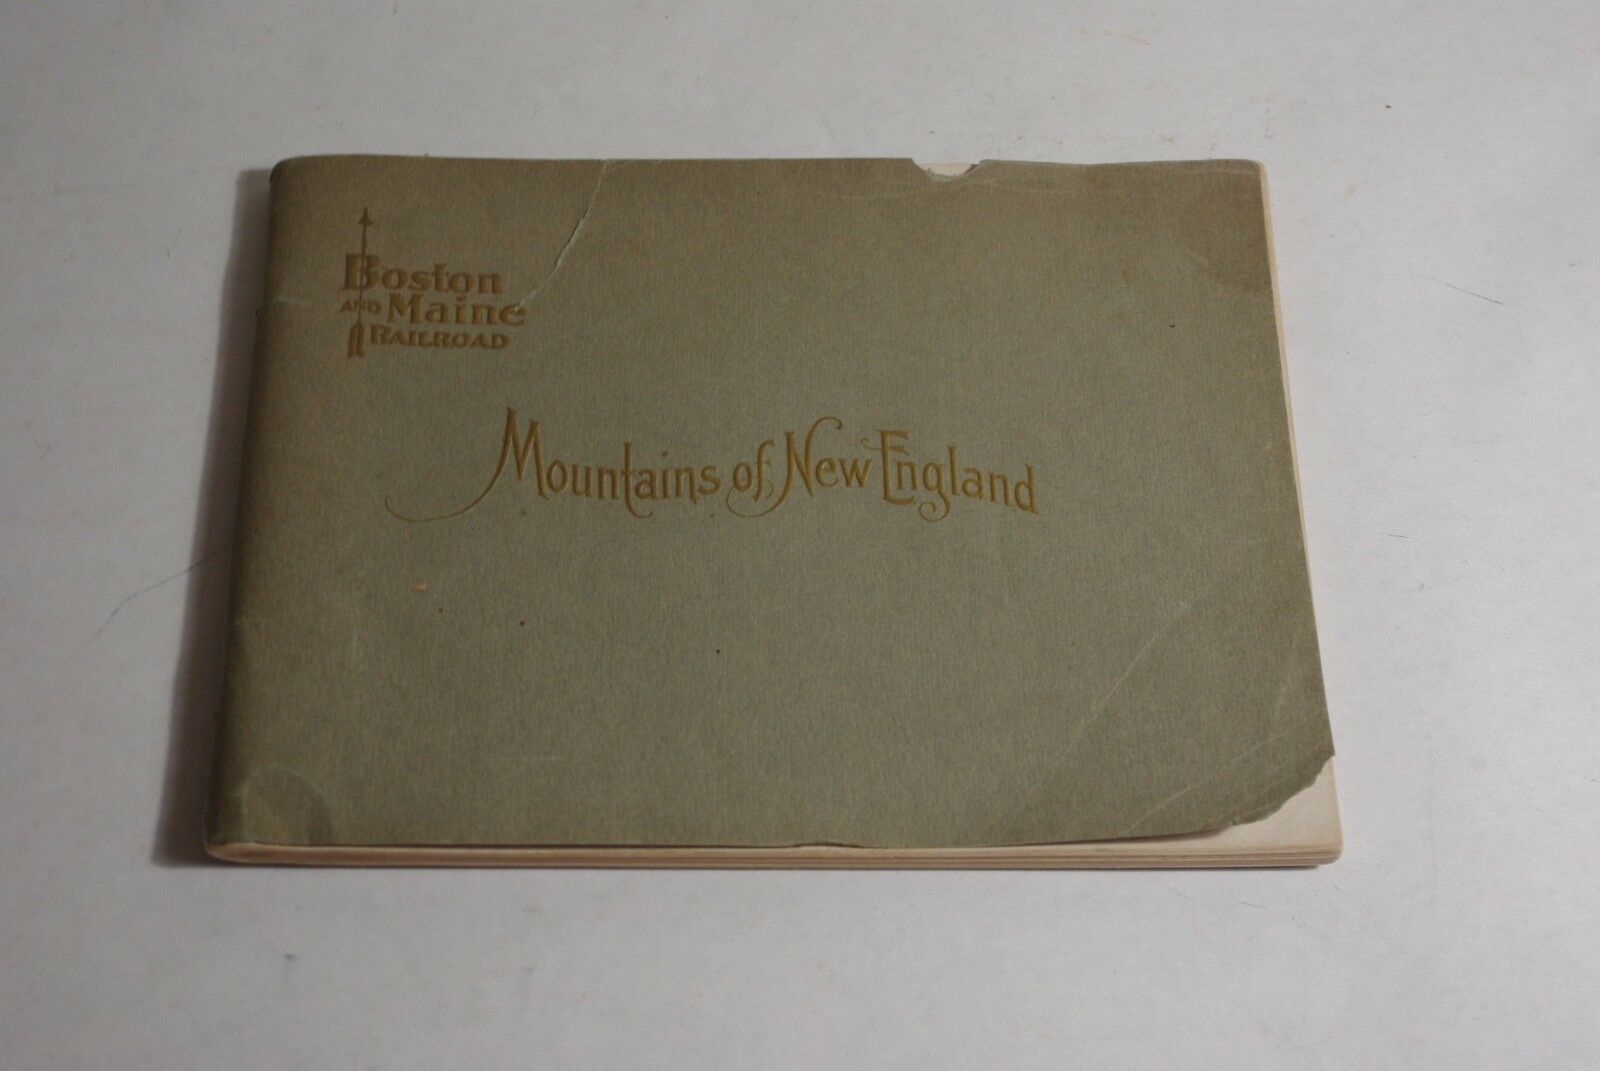 Boston
AND Maine
RAILROAD
Mountains of New England